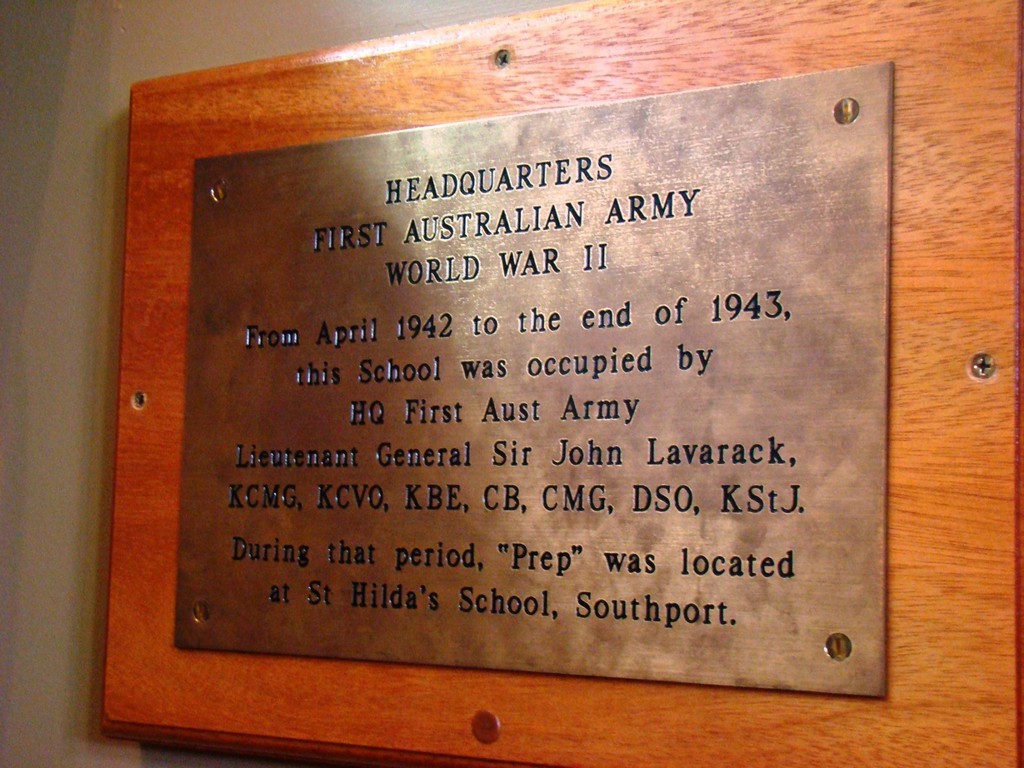 HEADQUARTERS
FIRST AUSTRALIAN ARMY
WORLD WAR II
From April 1942 to the end of 1943,
this School was occupied by
HQ First Aust Army
Lieutenant General Sir John Lavarack,
KCMG, KCVO, KBE, CB, CMG, DSO, KStJ.
During that period, "Prep" was located
at St Hilda's School, Southport.